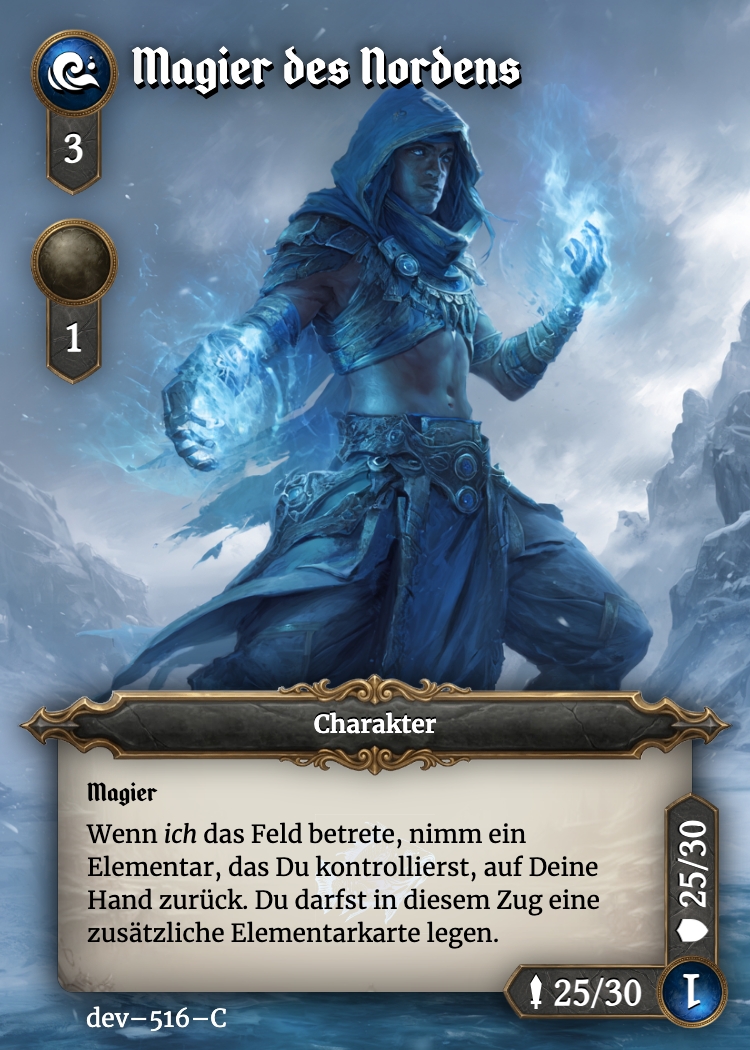 Magier des Nordens
3
1
Charakter
Magier
Wenn ich das Feld betrete, nimm ein
Elementar, das Du kontrollierst, auf Deine
Hand zurück. Du darfst in diesem Zug eine
zusätzliche Elementarkarte legen.
25/30
25/30
1
dev–516–C